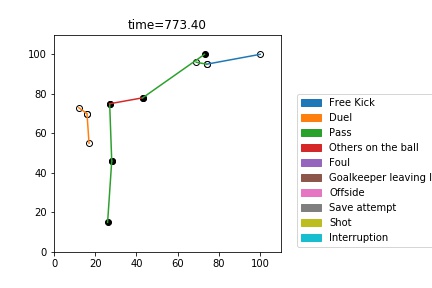 time=773.40
100
80
60
40
20
0
0 20 40 60 80 100
Free Kick
Duel
Pass
Others on the ball
Foul
Goalkeeper leaving l
Offside
Save attempt
Shot
Interruption